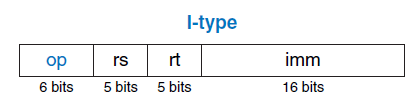 I-type
op rs rt imm
6 bits 5 bits 5 bits 16 bits